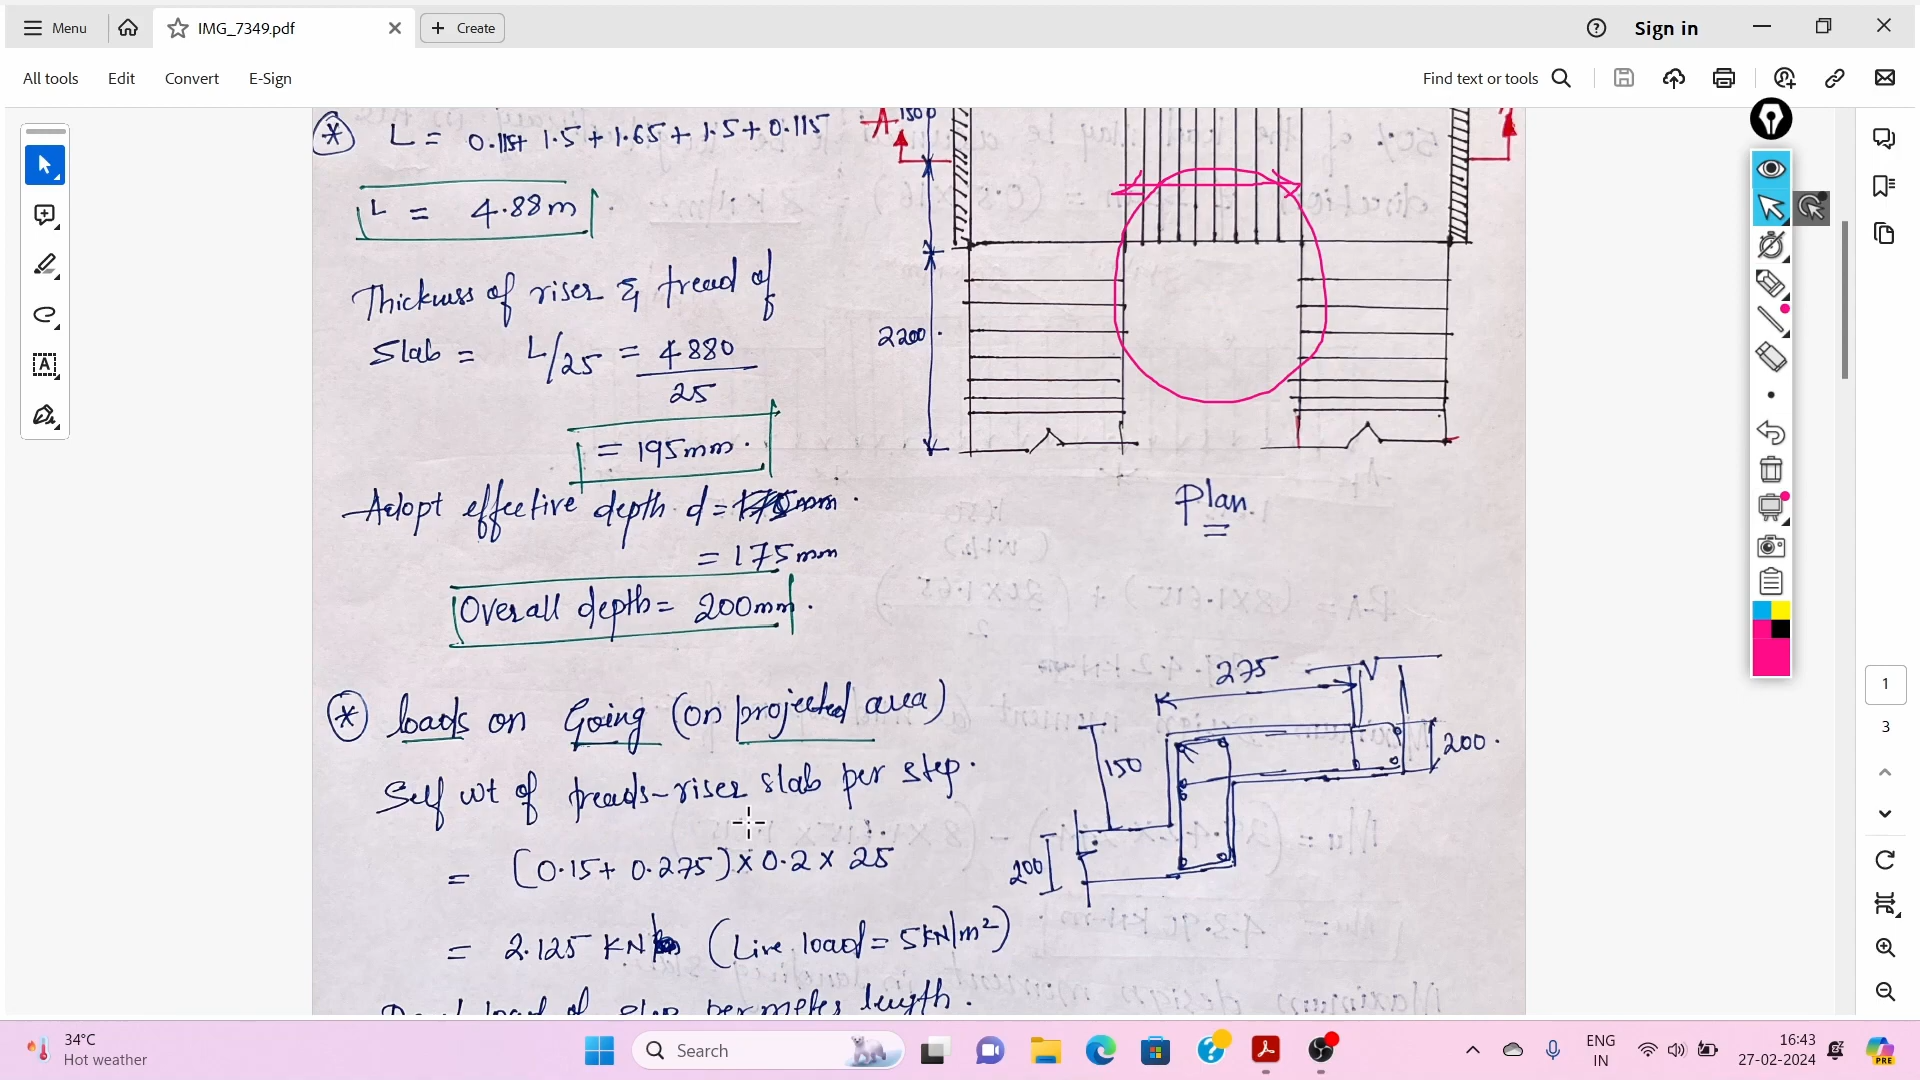 Menu
IMG_7349.pdf
Create
Sign in
All tools
Edit
Convert
E-Sign
Find text or tools
* L = 0.115+ 1.5 + 1.65 + 1.5 + 0.115
L = 4.88m
Thickness of riser & tread of
Slab = L/25 = 4880
25
= 195mm.
Adopt effective depth d =
= 175mm
Overall depth = 200mm.
A
1500
2200
Plan.
* loads on Going (on projected area)
Self wt of treads-riser slab per step.
= (0.15+ 0.275) x 0.2 x 25
= 2.125 KN (Live load = 5KN/m²)
275
150
200.
200
1
3
34°C
Hot weather
Search
ENG
IN
16:43
27-02-2024
PRE